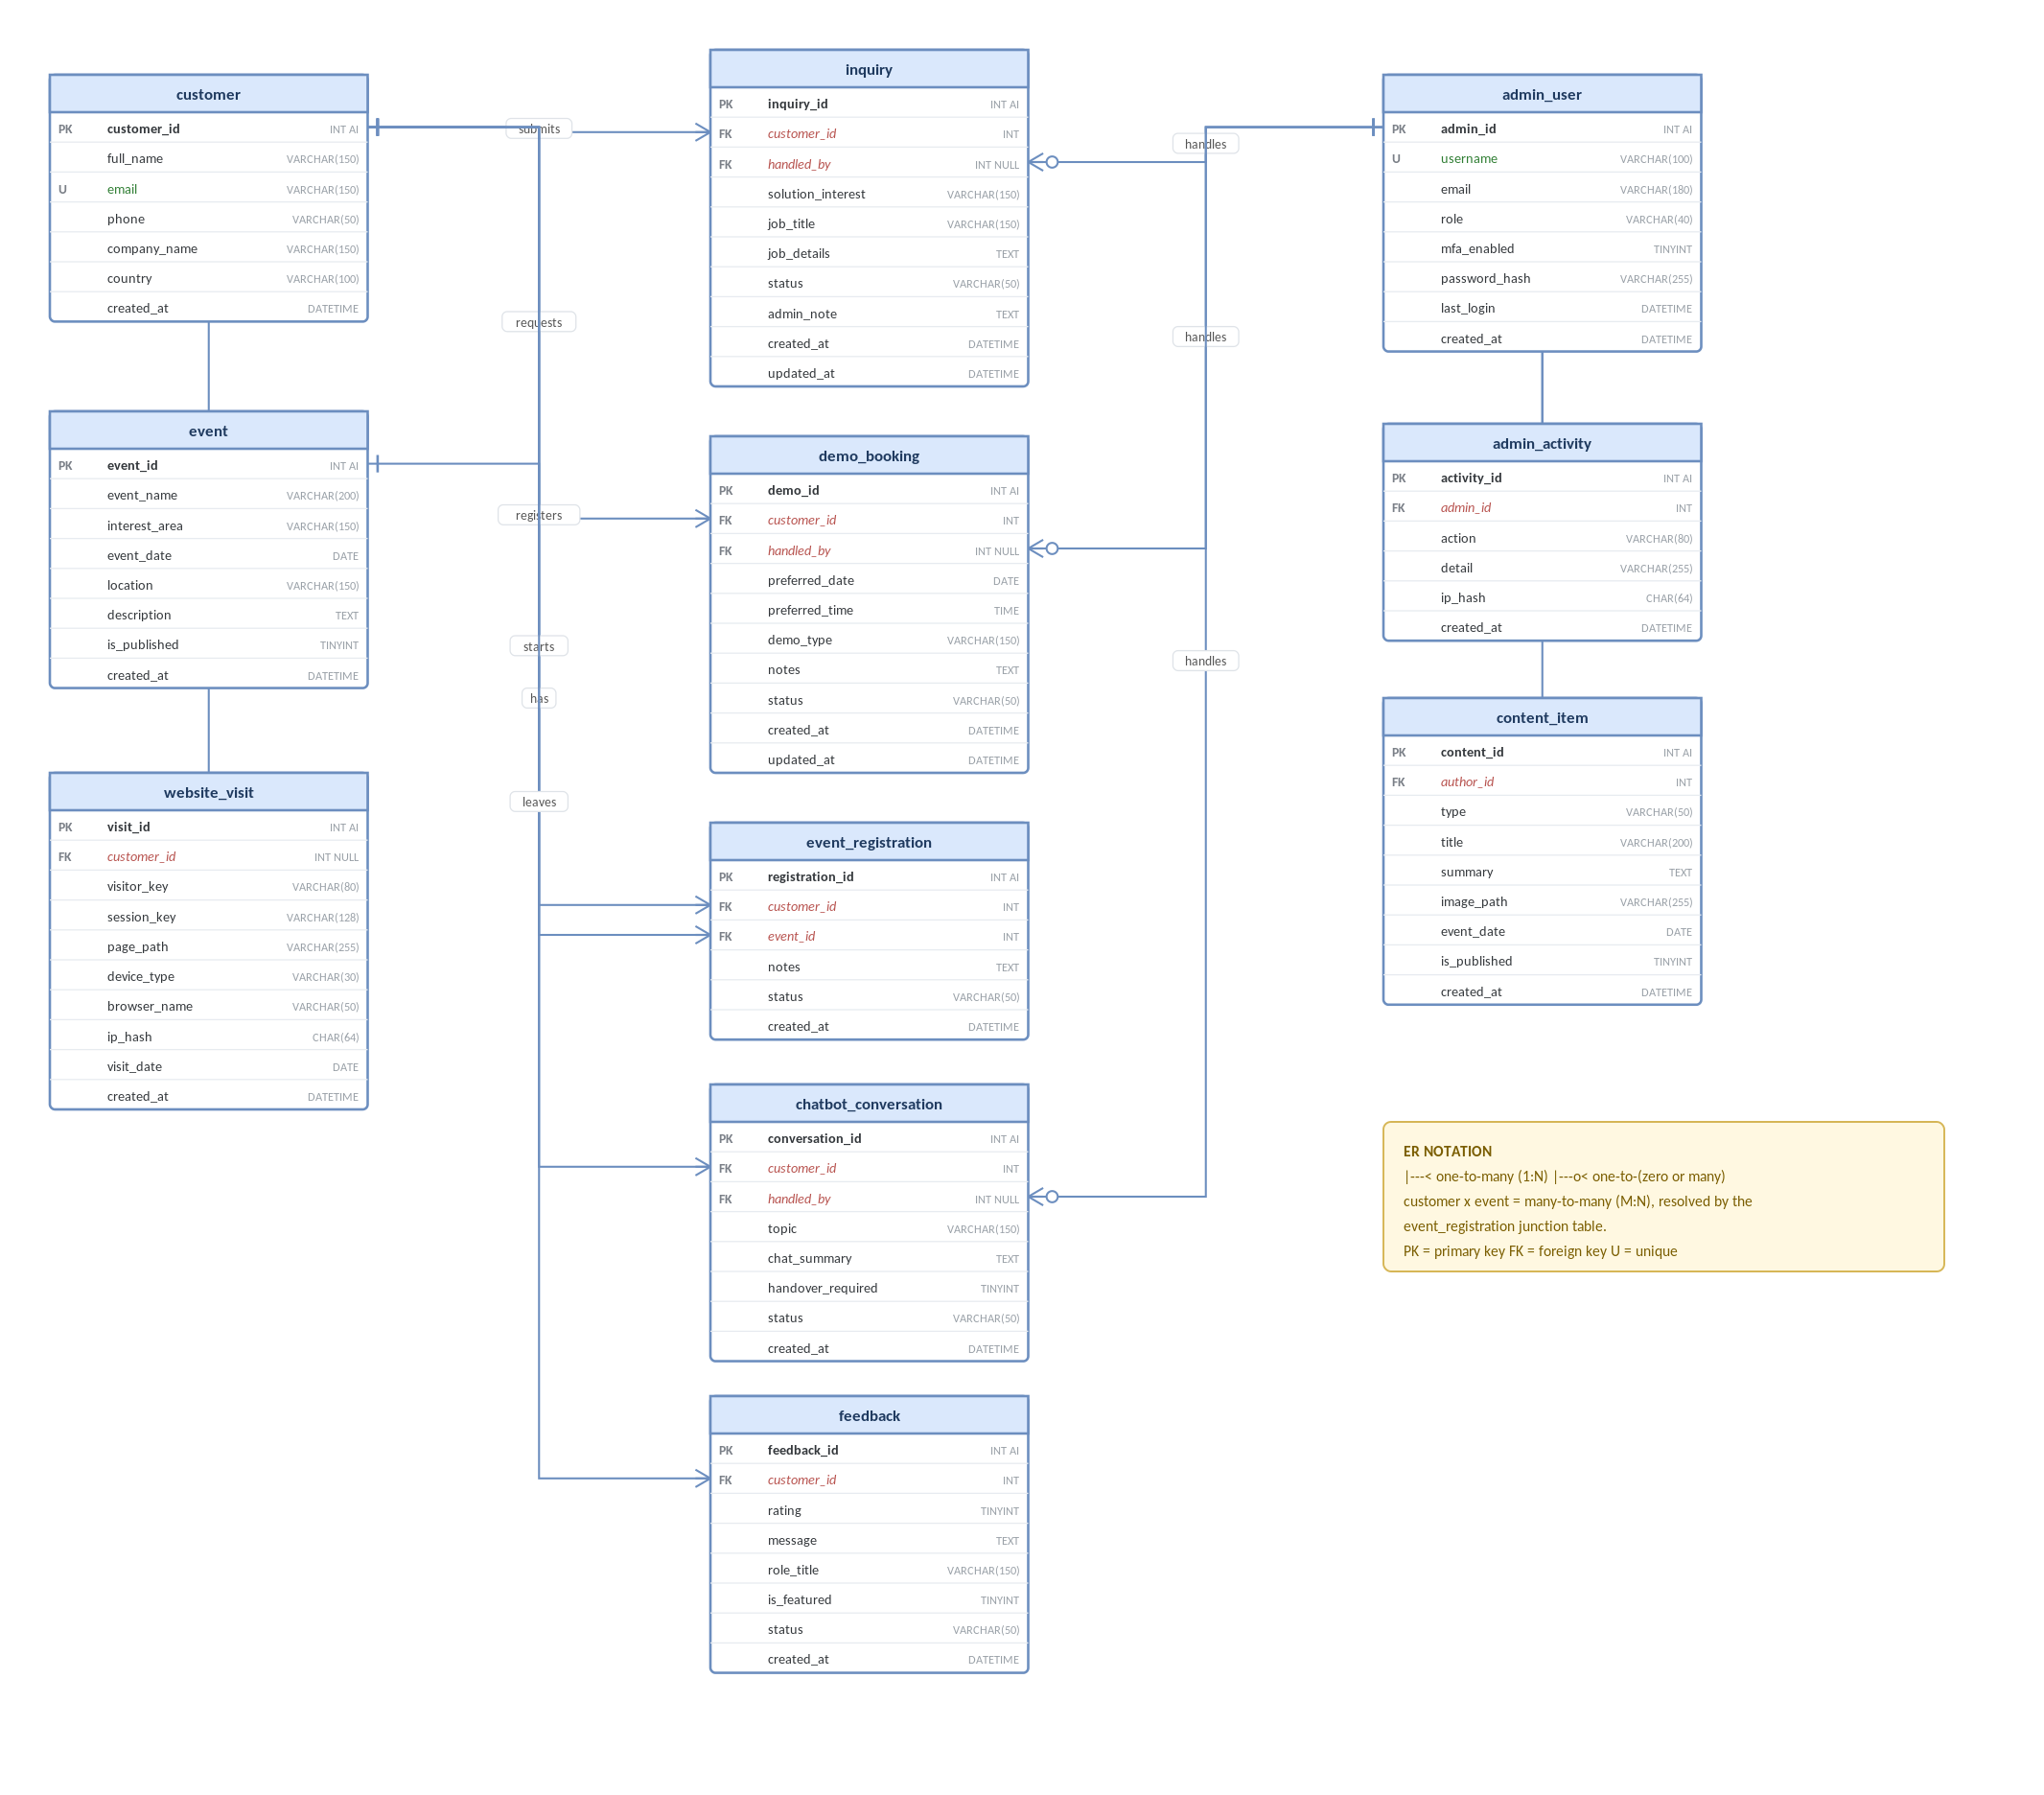 customer
PK customer_id INT AI
full_name VARCHAR(150)
U email VARCHAR(150)
phone VARCHAR(50)
company_name VARCHAR(150)
country VARCHAR(100)
created_at DATETIME
event
PK event_id INT AI
event_name VARCHAR(200)
interest_area VARCHAR(150)
event_date DATE
location VARCHAR(150)
description TEXT
is_published TINYINT
created_at DATETIME
website_visit
PK visit_id INT AI
FK customer_id INT NULL
visitor_key VARCHAR(80)
session_key VARCHAR(128)
page_path VARCHAR(255)
device_type VARCHAR(30)
browser_name VARCHAR(50)
ip_hash CHAR(64)
visit_date DATE
created_at DATETIME
submits
requests
registers
starts
has
leaves
inquiry
PK inquiry_id INT AI
FK customer_id INT
FK handled_by INT NULL
solution_interest VARCHAR(150)
job_title VARCHAR(150)
job_details TEXT
status VARCHAR(50)
admin_note TEXT
created_at DATETIME
updated_at DATETIME
demo_booking
PK demo_id INT AI
FK customer_id INT
FK handled_by INT NULL
preferred_date DATE
preferred_time TIME
demo_type VARCHAR(150)
notes TEXT
status VARCHAR(50)
created_at DATETIME
updated_at DATETIME
event_registration
PK registration_id INT AI
FK customer_id INT
FK event_id INT
notes TEXT
status VARCHAR(50)
created_at DATETIME
chatbot_conversation
PK conversation_id INT AI
FK customer_id INT
FK handled_by INT NULL
topic VARCHAR(150)
chat_summary TEXT
handover_required TINYINT
status VARCHAR(50)
created_at DATETIME
feedback
PK feedback_id INT AI
FK customer_id INT
rating TINYINT
message TEXT
role_title VARCHAR(150)
is_featured TINYINT
status VARCHAR(50)
created_at DATETIME
handles
handles
handles
admin_user
PK admin_id INT AI
U username VARCHAR(100)
email VARCHAR(180)
role VARCHAR(40)
mfa_enabled TINYINT
password_hash VARCHAR(255)
last_login DATETIME
created_at DATETIME
admin_activity
PK activity_id INT AI
FK admin_id INT
action VARCHAR(80)
detail VARCHAR(255)
ip_hash CHAR(64)
created_at DATETIME
content_item
PK content_id INT AI
FK author_id INT
type VARCHAR(50)
title VARCHAR(200)
summary TEXT
image_path VARCHAR(255)
event_date DATE
is_published TINYINT
created_at DATETIME
ER NOTATION
|---< one-to-many (1:N) |---o< one-to-(zero or many)
customer x event = many-to-many (M:N), resolved by the
event_registration junction table.
PK = primary key FK = foreign key U = unique